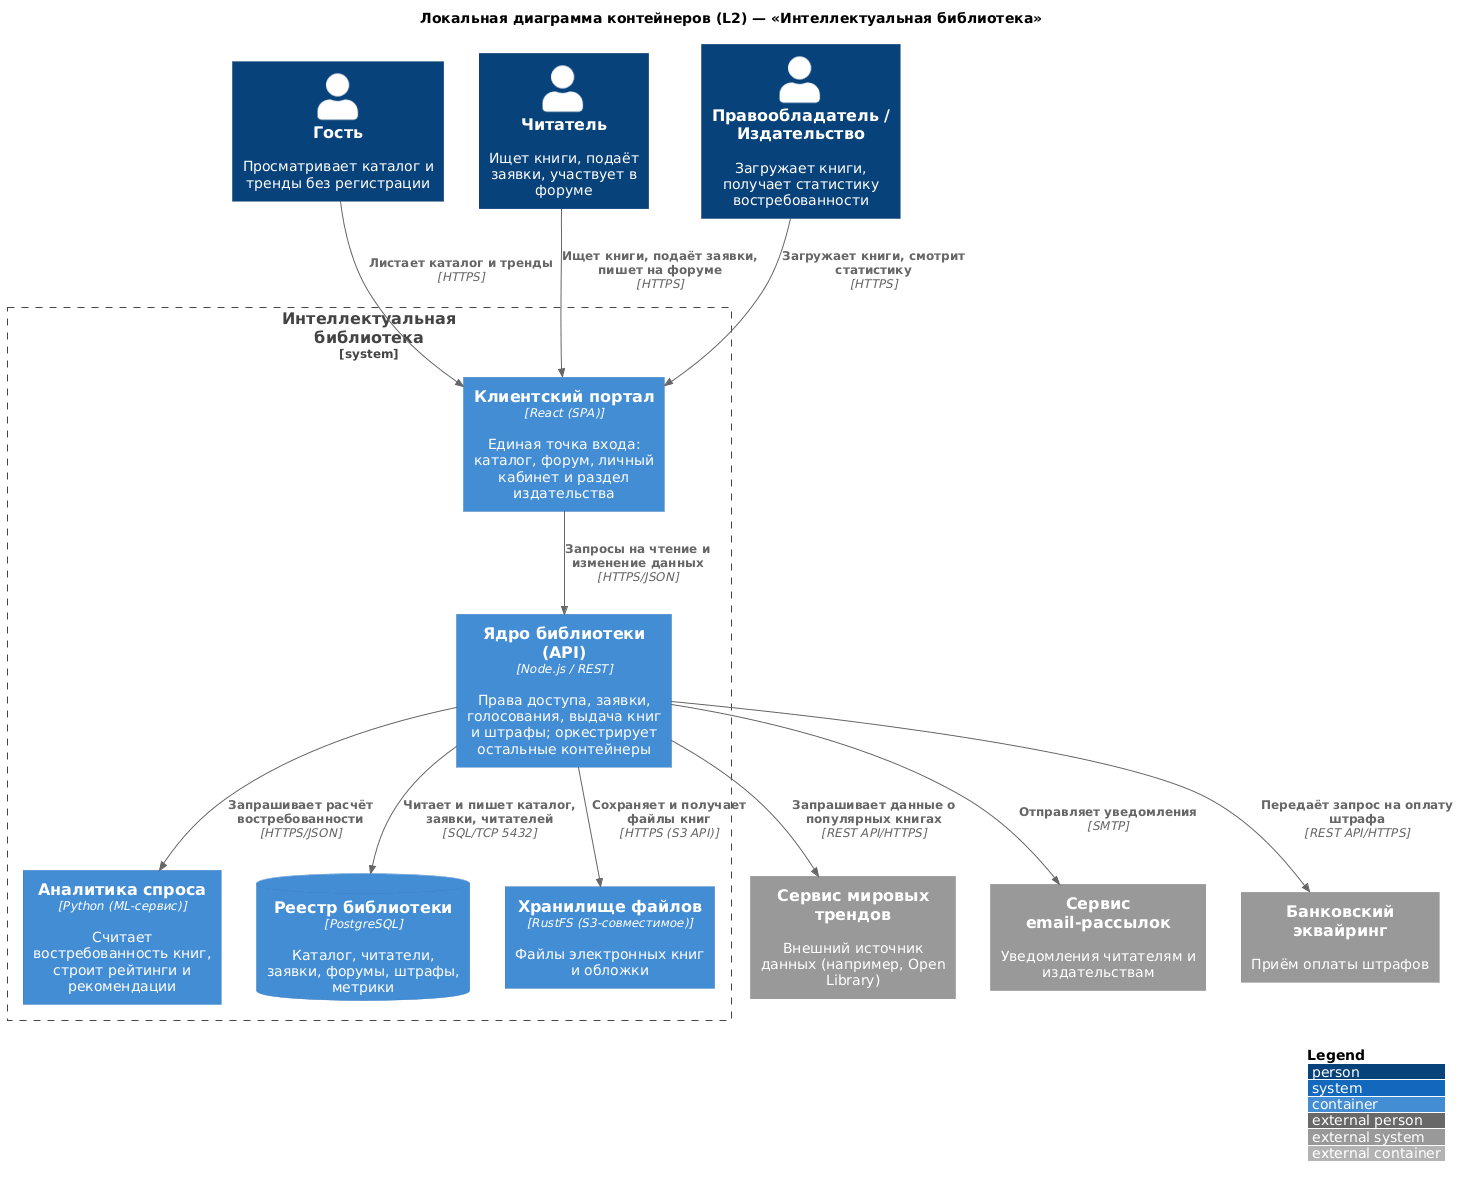 Локальная диаграмма контейнеров (L2) — «Интеллектуальная библиотека»
Гость
Просматривает каталог и
тренды без регистрации
Читатель
Ищет книги, подаёт
заявки, участвует в
форуме
Правообладатель /
Издательство
Загружает книги,
получает статистику
востребованности
Листает каталог и тренды
[HTTPS]
Ищет книги, подаёт заявки,
пишет на форуме
[HTTPS]
Загружает книги, смотрит
статистику
[HTTPS]
Интеллектуальная
библиотека
[system]
Клиентский портал
[React (SPA)]
Единая точка входа:
каталог, форум, личный
кабинет и раздел
издательства
Запросы на чтение и
изменение данных
[HTTPS/JSON]
Ядро библиотеки
(API)
[Node.js / REST]
Права доступа, заявки,
голосования, выдача книг
и штрафы; оркестрирует
остальные контейнеры
Запрашивает расчёт
востребованности
[HTTPS/JSON]
Читает и пишет каталог,
заявки, читателей
[SQL/TCP 5432]
Сохраняет и получает
файлы книг
[HTTPS (S3 API)]
Запрашивает данные о
популярных книгах
[REST API/HTTPS]
Отправляет уведомления
[SMTP]
Передаёт запрос на оплату
штрафа
[REST API/HTTPS]
Аналитика спроса
[Python (ML-сервис)]
Считает
востребованность книг,
строит рейтинги и
рекомендации
Реестр библиотеки
[PostgreSQL]
Каталог, читатели,
заявки, форумы, штрафы,
метрики
Хранилище файлов
[RustFS (S3-совместимое)]
Файлы электронных книг
и обложки
Сервис мировых
трендов
Внешний источник
данных (например, Open
Library)
Сервис
email-рассылок
Уведомления читателям и
издательствам
Банковский
эквайринг
Приём оплаты штрафов
Legend
person
system
container
external person
external system
external container